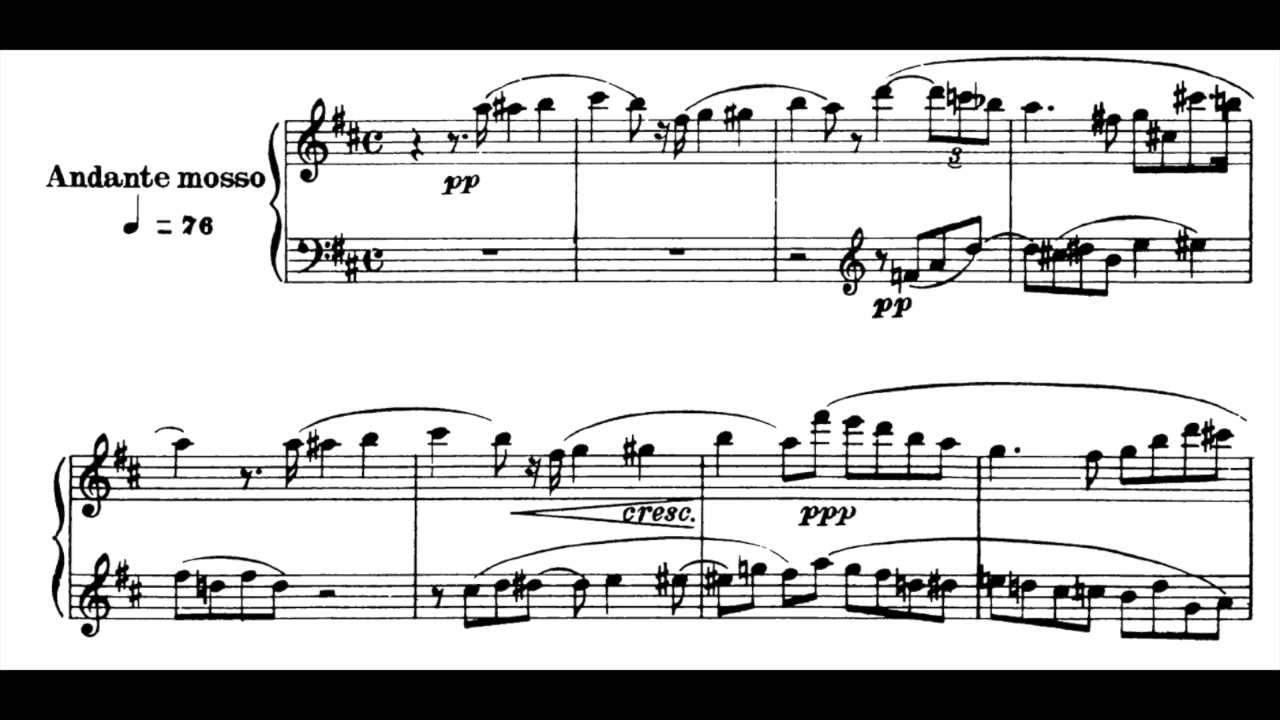 Andante mosso
♩ = 76
pp
3
pp
cresc.
ppp